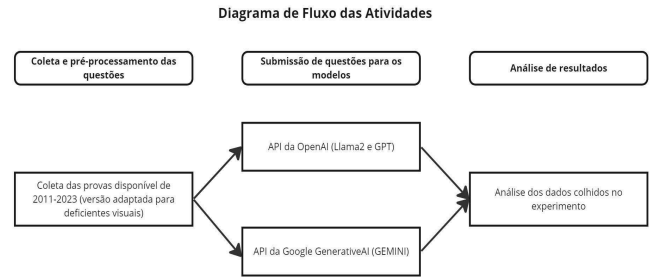 Diagrama de Fluxo das Atividades
Coleta e pré-processamento das
questões
Submissão de questões para os
modelos
Análise de resultados
Coleta das provas disponível de
2011-2023 (versão adaptada para
deficientes visuais)
API da OpenAI (Llama2 e GPT)
API da Google GenerativeAI (GEMINI)
Análise dos dados colhidos no
experimento